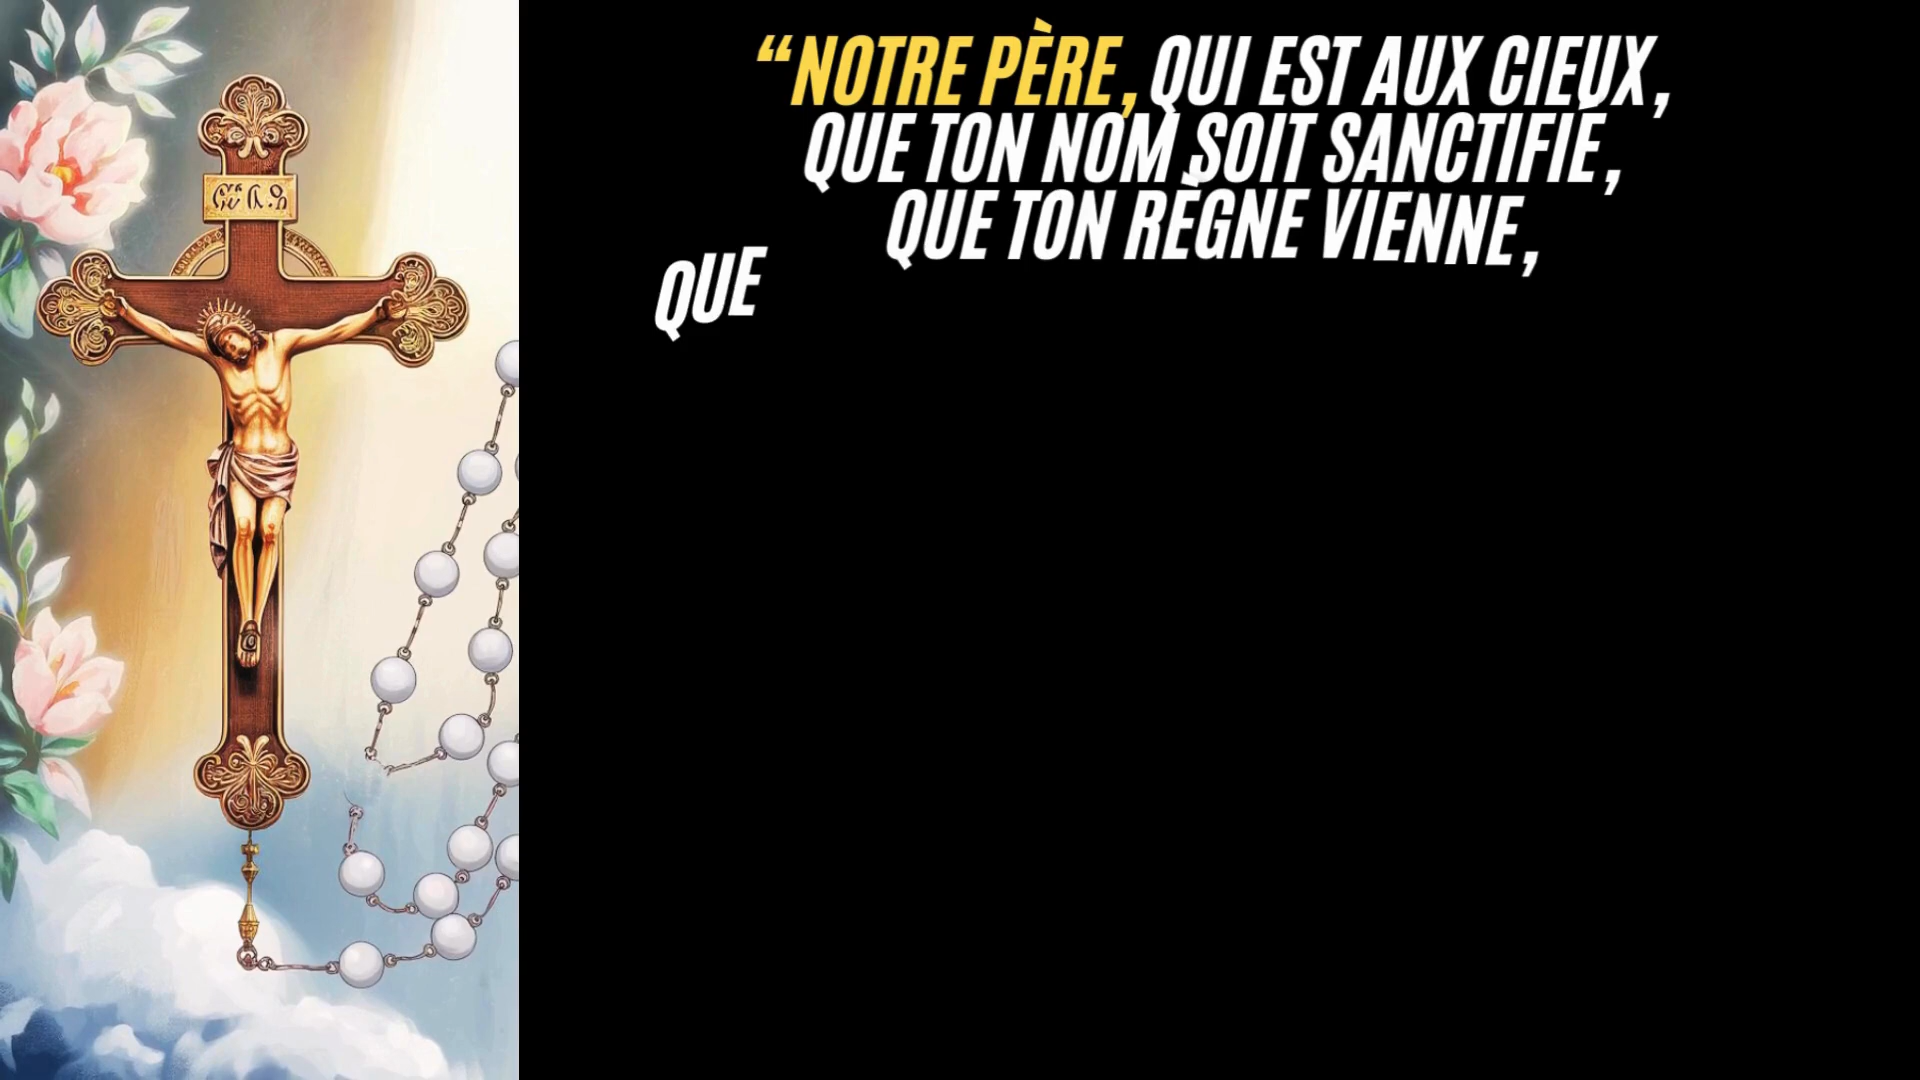 “NOTRE PÈRE, QUI EST AUX CIEUX,
QUE TON NOM SOIT SANCTIFIÉ,
QUE TON RÈGNE VIENNE,
QUE